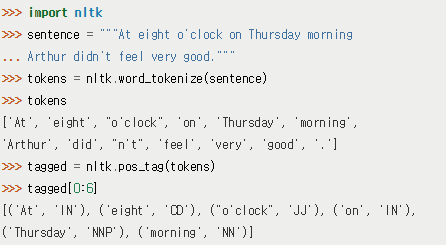 >>> import nltk
>>> sentence = """At eight o'clock on Thursday morning
... Arthur didn't feel very good."""
>>> tokens = nltk.word_tokenize(sentence)
>>> tokens
['At', 'eight', "o'clock", 'on', 'Thursday', 'morning',
'Arthur', 'did', "n't", 'feel', 'very', 'good', '.']
>>> tagged = nltk.pos_tag(tokens)
>>> tagged[0:6]
[('At', 'IN'), ('eight', 'CD'), ("o'clock", 'JJ'), ('on', 'IN'),
('Thursday', 'NNP'), ('morning', 'NN')]